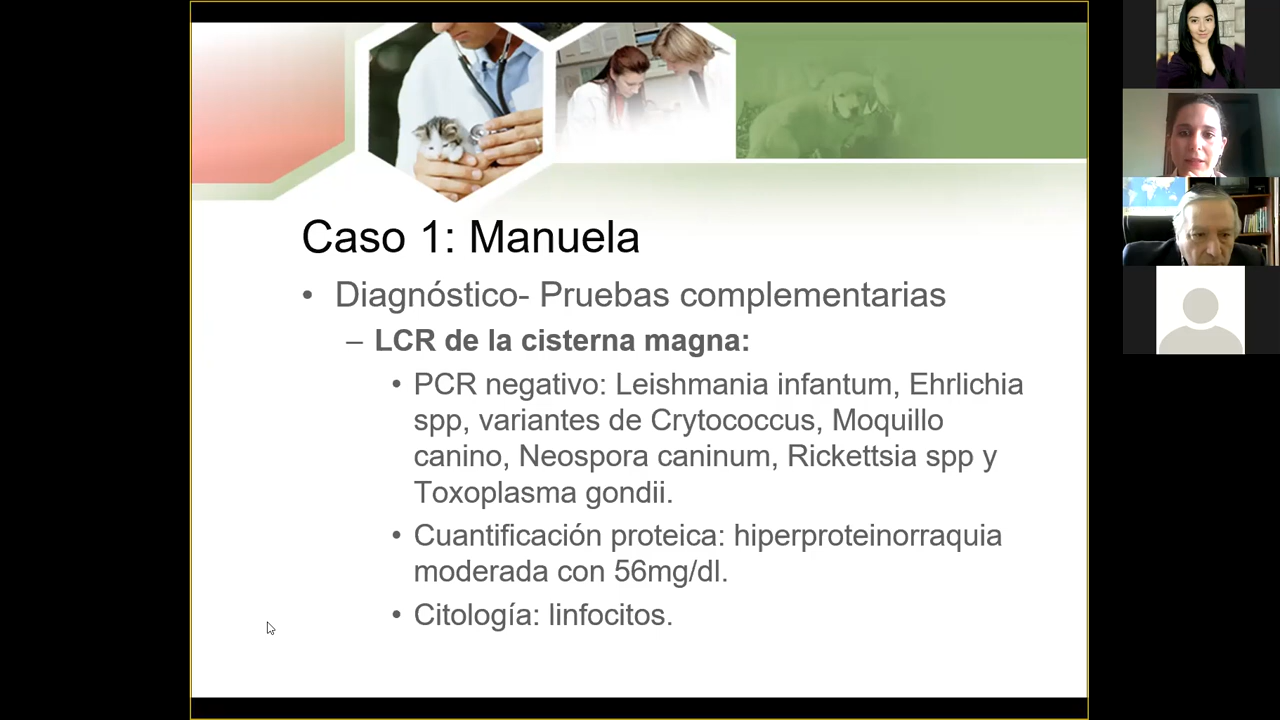 Caso 1: Manuela
• Diagnóstico- Pruebas complementarias
– LCR de la cisterna magna:
• PCR negativo: Leishmania infantum, Ehrlichia
spp, variantes de Crytococcus, Moquillo
canino, Neospora caninum, Rickettsia spp y
Toxoplasma gondii.
• Cuantificación proteica: hiperproteinorraquia
moderada con 56mg/dl.
• Citología: linfocitos.